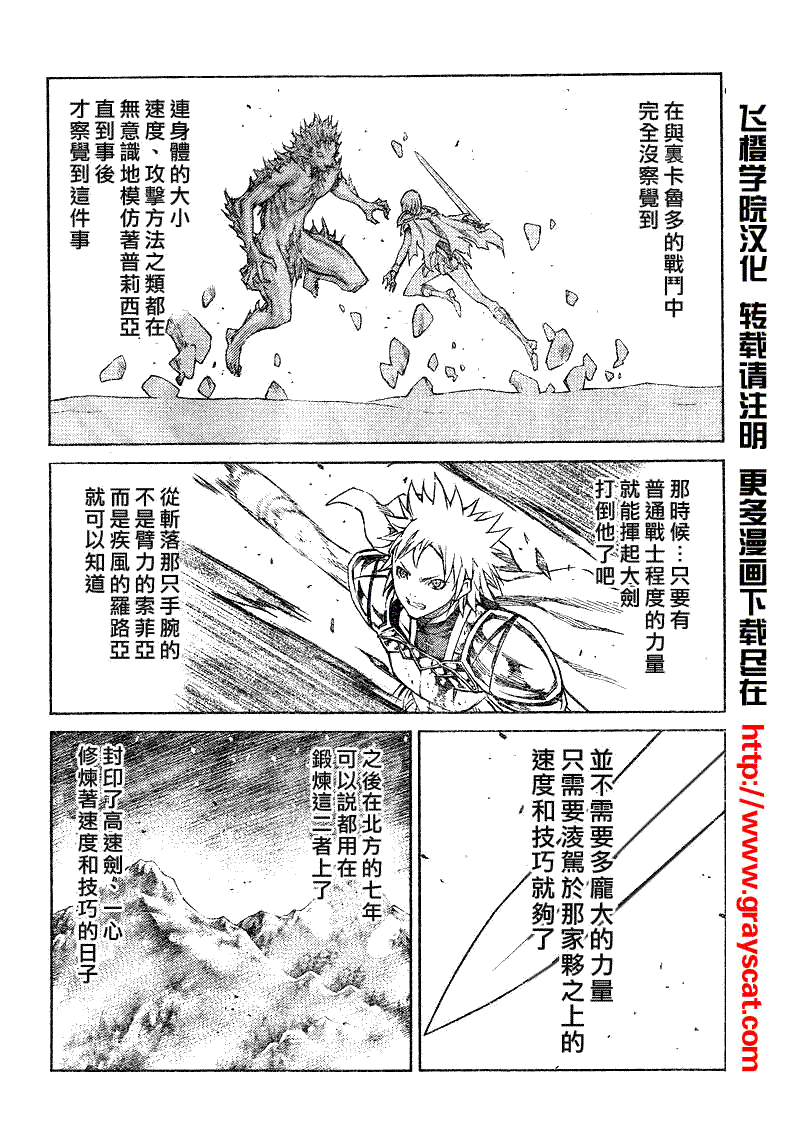 在與裏卡魯多的戰鬥中
完全沒察覺到
連身體的大小
速度、攻擊方法之類都在
無意識地模仿著普莉西亞
直到事後
才察覺到這件事
那時候…只要有
普通戰士程度的力量
就能揮起大劍
打倒他了吧
從斬落那只手腕的
不是臂力的索菲亞
而是疾風的羅路亞
就可以知道
並不需要多龐大的力量
只需要淩駕於那家夥之上的
速度和技巧就夠了
之後在北方的七年
可以說都用在
鍛煉這二者上了
封印了高速劍、一心
修煉著速度和技巧的日子
飞橙学院汉化 转载请注明 更多漫画下载尽在 http://www.grayscat.com